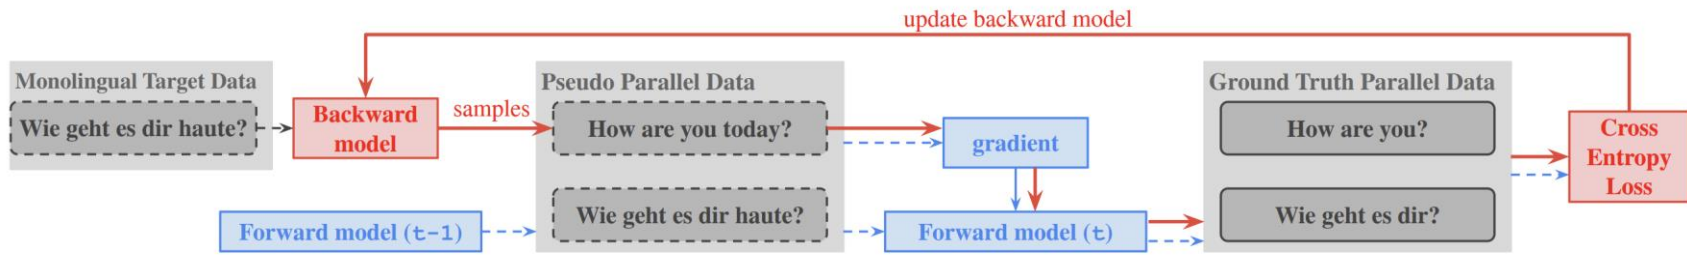 update backward model
Monolingual Target Data
Wie geht es dir haute?
Backward
model
samples
Pseudo Parallel Data
How are you today?
Wie geht es dir haute?
Forward model (t-1)
gradient
Forward model (t)
Ground Truth Parallel Data
How are you?
Wie geht es dir?
Cross
Entropy
Loss